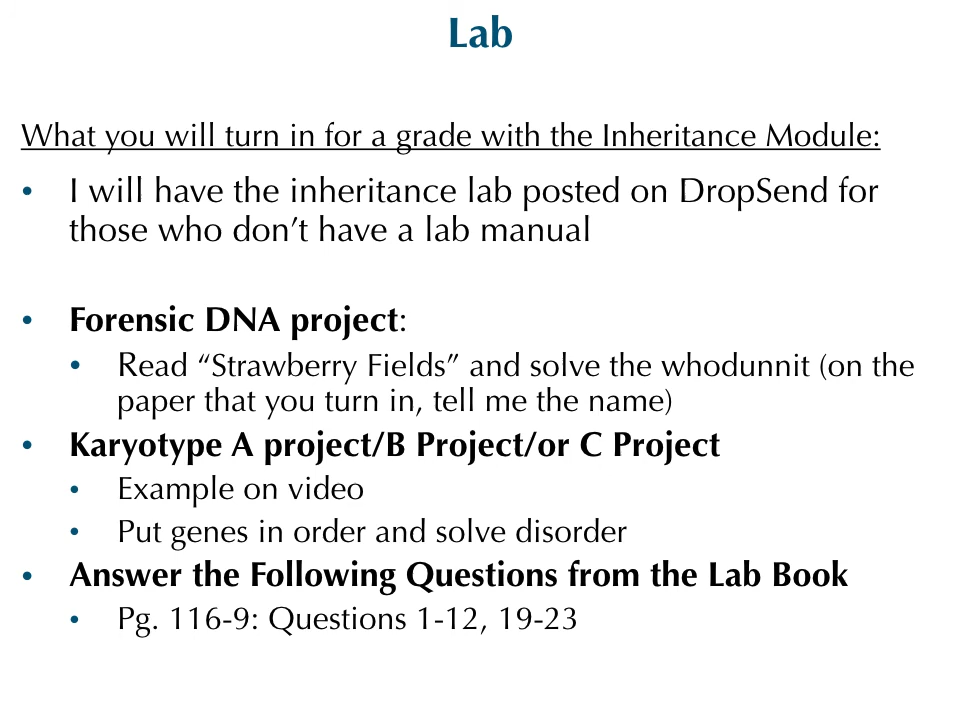 Lab
What you will turn in for a grade with the Inheritance Module:
• I will have the inheritance lab posted on DropSend for
those who don’t have a lab manual
• Forensic DNA project:
• Read “Strawberry Fields” and solve the whodunnit (on the
paper that you turn in, tell me the name)
• Karyotype A project/B Project/or C Project
• Example on video
• Put genes in order and solve disorder
• Answer the Following Questions from the Lab Book
• Pg. 116-9: Questions 1-12, 19-23